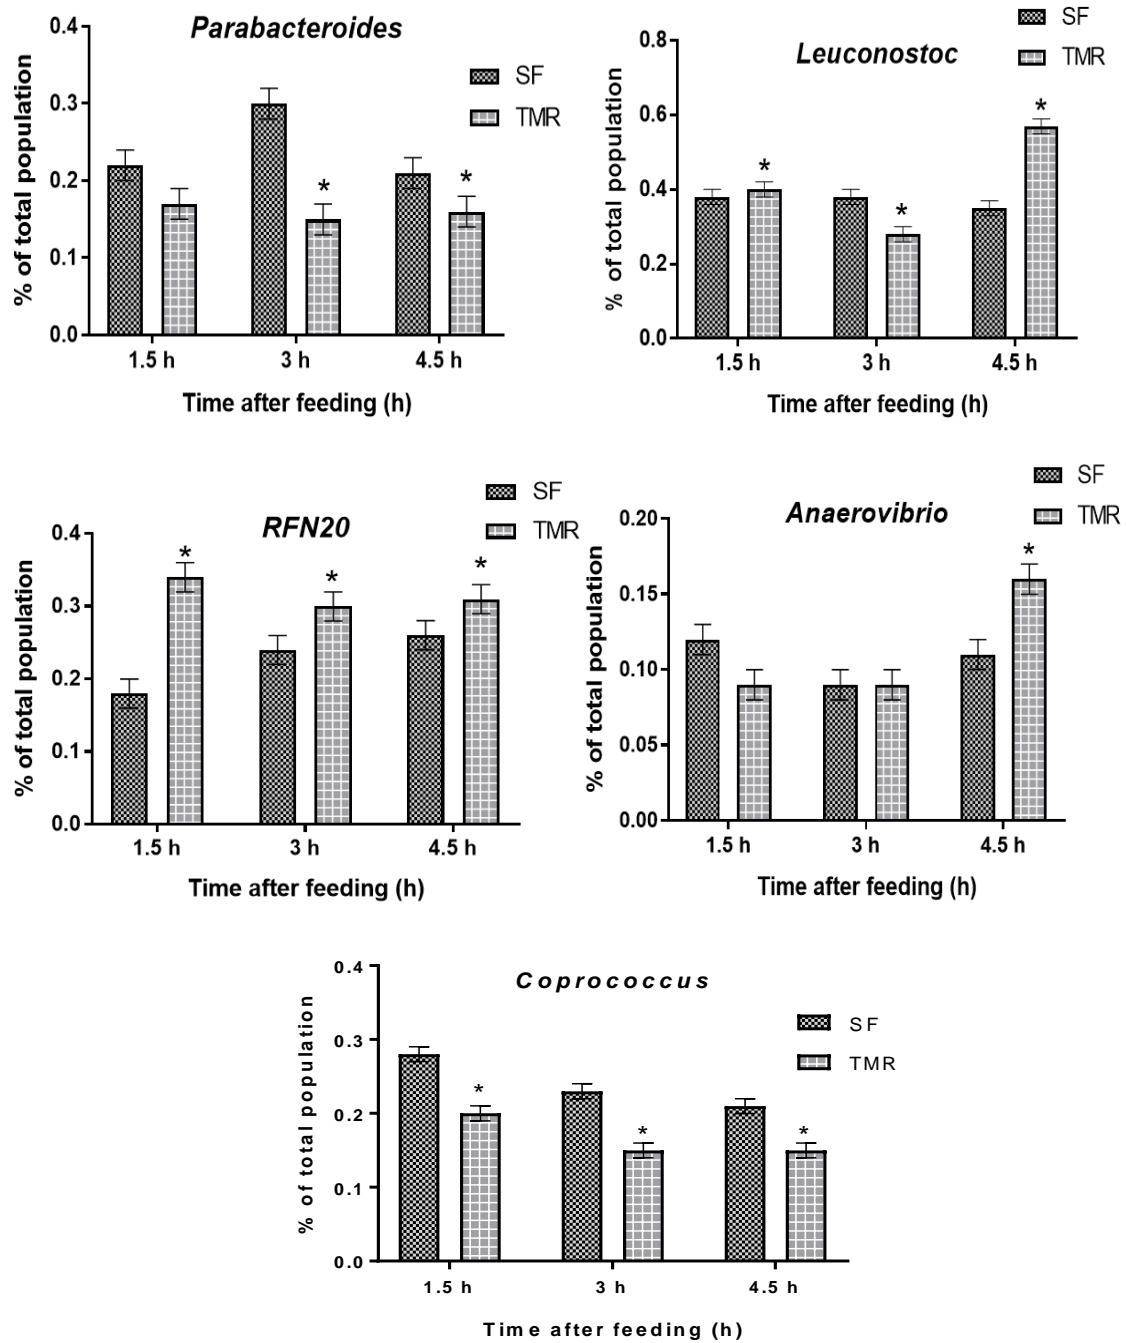 Parabacteroides
SF
TMR
% of total population
0.4
0.3
0.2
0.1
0.0
*
*
1.5 h
3 h
4.5 h
Time after feeding (h)
Leuconostoc
SF
TMR
% of total population
0.8
0.6
0.4
0.2
0.0
*
*
*
1.5 h
3 h
4.5 h
Time after feeding (h)
RFN20
SF
TMR
% of total population
0.4
0.3
0.2
0.1
0.0
*
*
*
1.5 h
3 h
4.5 h
Time after feeding (h)
Anaerovibrio
SF
TMR
% of total population
0.20
0.15
0.10
0.05
0.00
*
1.5 h
3 h
4.5 h
Time after feeding (h)
Coprococcus
SF
TMR
% of total population
0.4
0.3
0.2
0.1
0.0
*
*
*
1.5 h
3 h
4.5 h
Time after feeding (h)